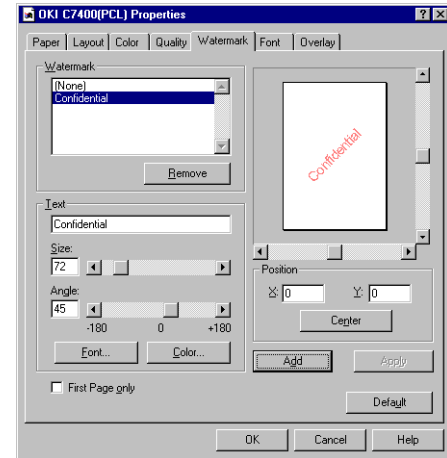 OKI C7400(PCL) Properties
Paper Layout Color Quality Watermark Font Overlay
Watermark
(None)
Confidential
Remove
Text
Confidential
Size:
72
Angle:
45
-180 0 +180
Font... Color...
First Page only
Confidential
Position
X: 0 Y: 0
Center
Add Apply
Default
OK Cancel Help